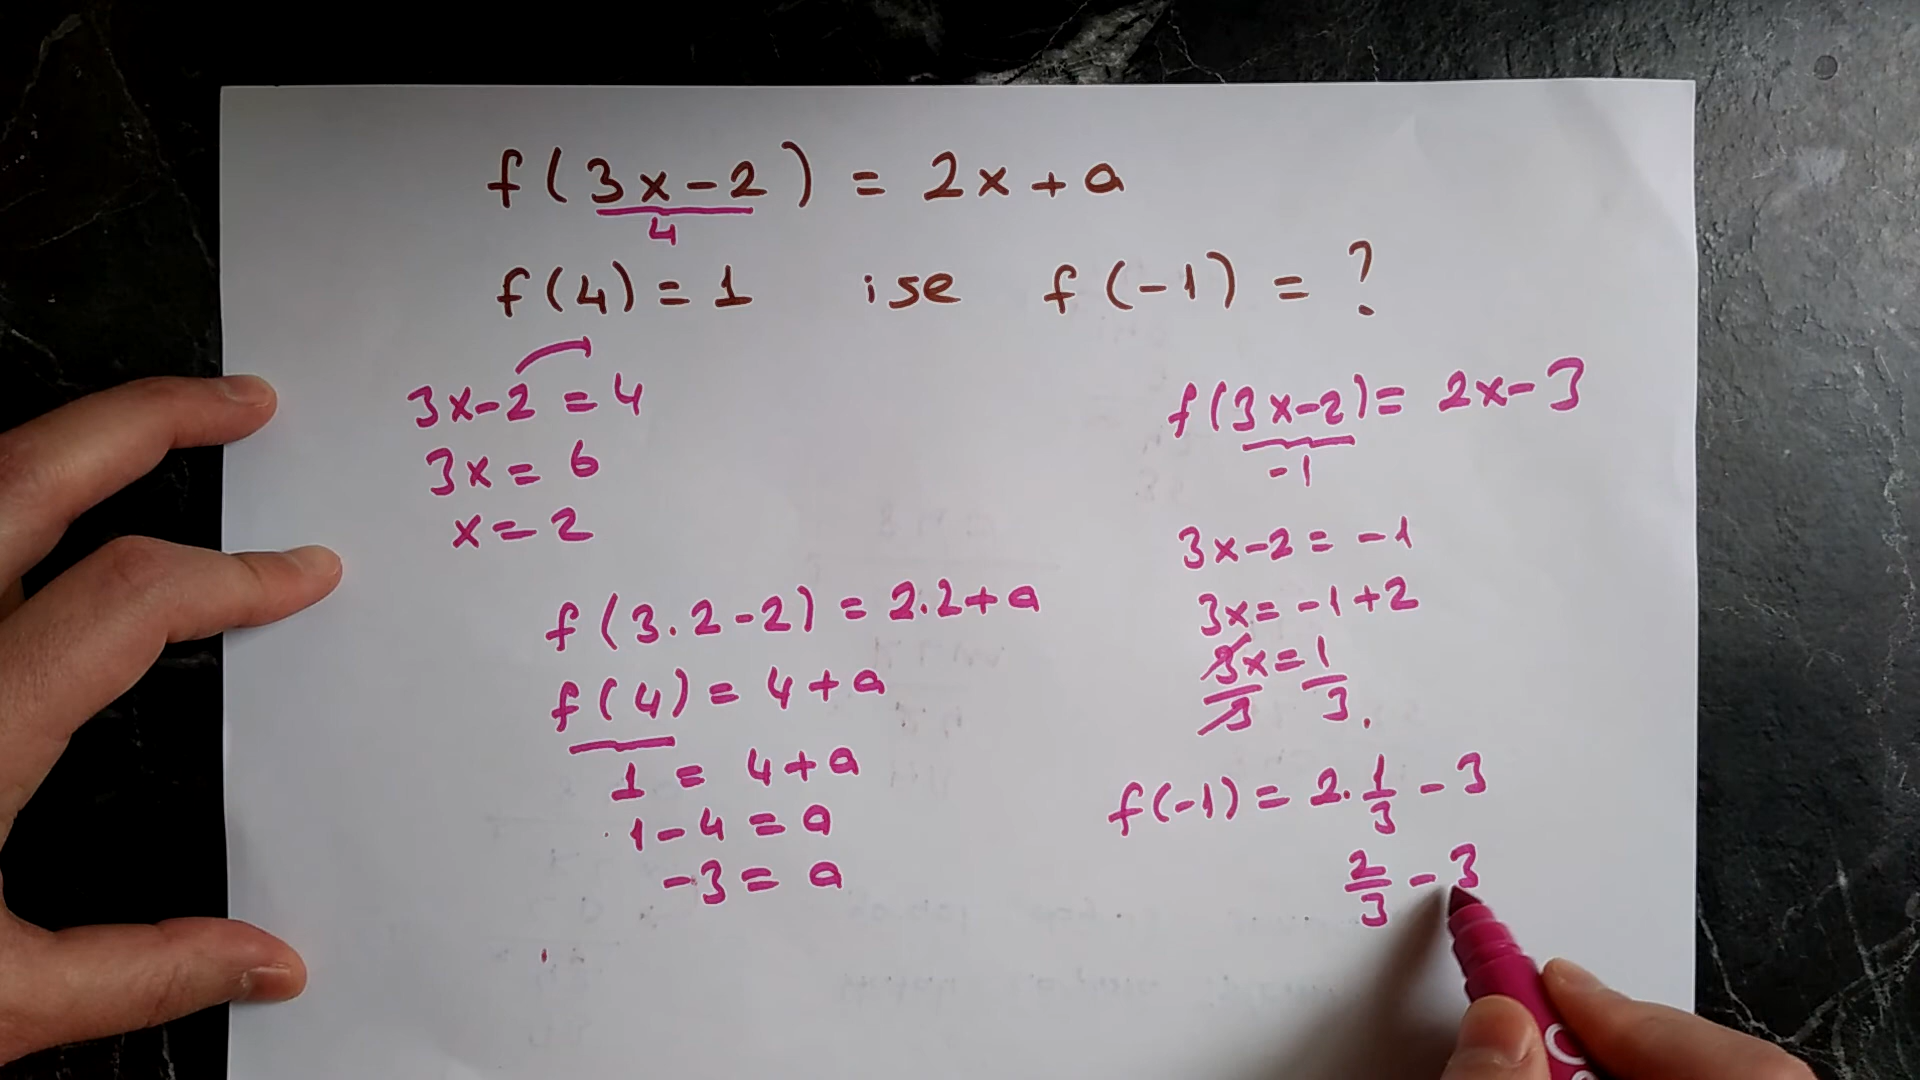 f(3x-2) = 2x+a
4
f(4) = 1 ise f(-1) = ?
3x-2 = 4
3x = 6
x = 2
f(3.2-2) = 2.2+a
f(4) = 4+a
1 = 4+a
1-4 = a
-3 = a
f(3x-2) = 2x-3
-1
3x-2 = -1
3x = -1+2
3x/3 = 1/3.
f(-1) = 2.1/3 - 3
2/3 - 3